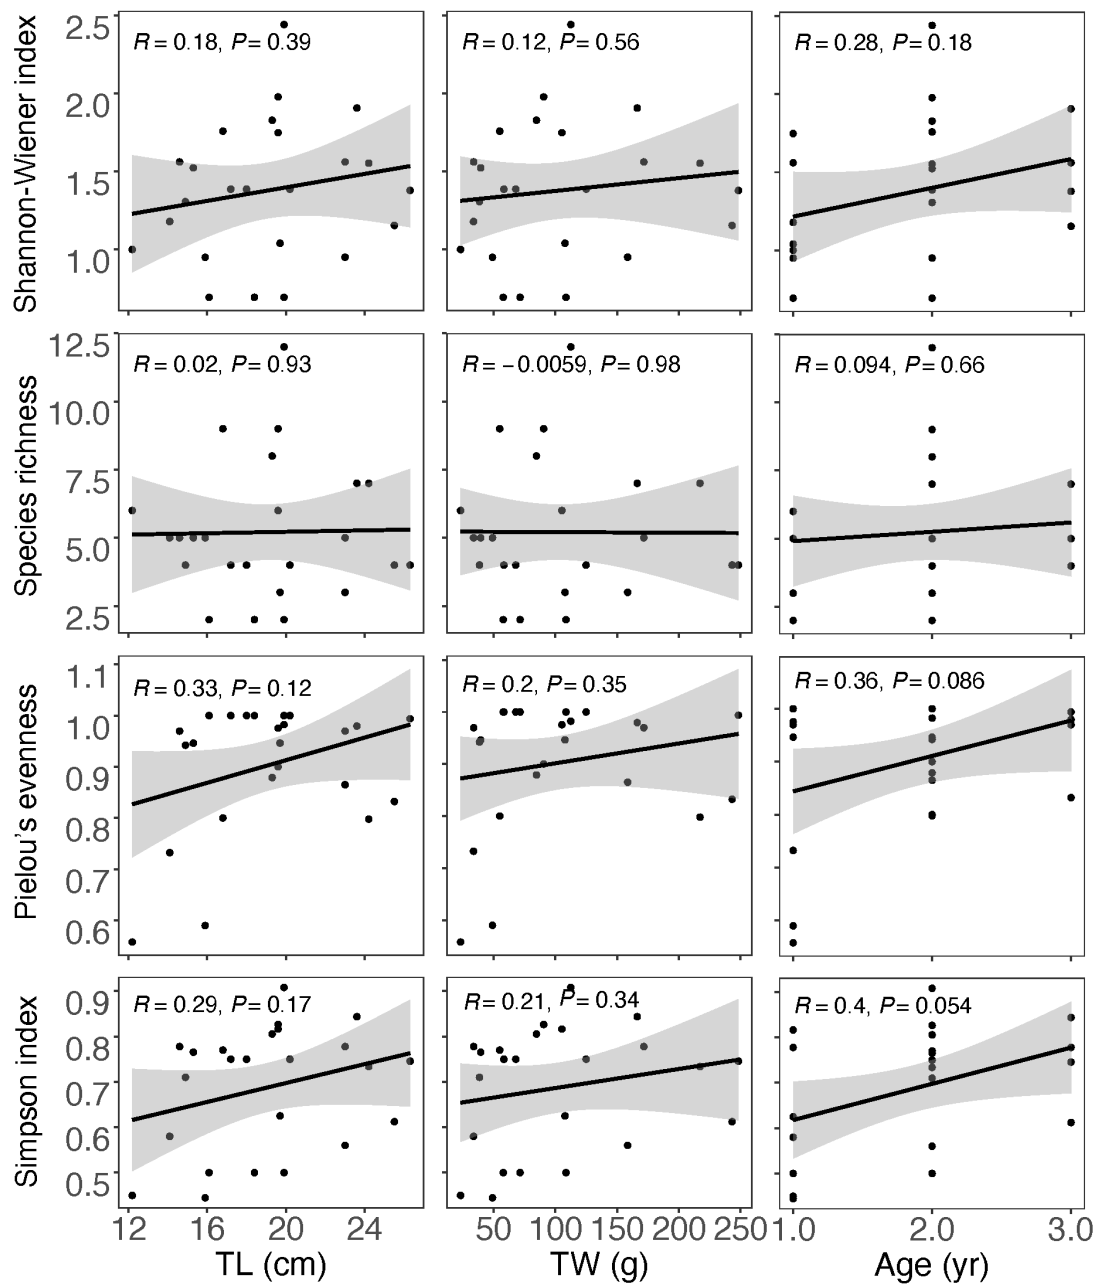 Shannon-Wiener index
2.5
2.0
1.5
1.0
R = 0.18, P = 0.39
R = 0.12, P = 0.56
R = 0.28, P = 0.18
Species richness
12.5
10.0
7.5
5.0
2.5
R = 0.02, P = 0.93
R = −0.0059, P = 0.98
R = 0.094, P = 0.66
Pielou's evenness
1.1
1.0
0.9
0.8
0.7
0.6
R = 0.33, P = 0.12
R = 0.2, P = 0.35
R = 0.36, P = 0.086
Simpson index
0.9
0.8
0.7
0.6
0.5
R = 0.29, P = 0.17
R = 0.21, P = 0.34
R = 0.4, P = 0.054
12 16 20 24
50 100 150 200 250
1.0 2.0 3.0
TL (cm)
TW (g)
Age (yr)